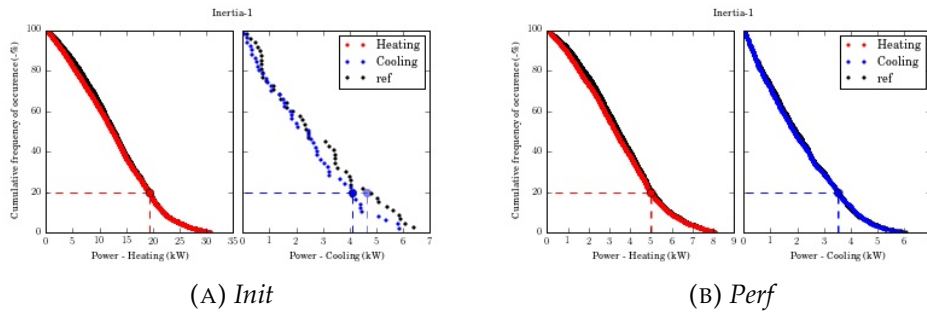 Inertia-1
Cumulative frequency of occurence (-%)
100
80
60
40
20
0
0 5 10 15 20 25 30 35
Power - Heating (kW)
Heating
Cooling
ref
0 1 2 3 4 5 6 7
Power - Cooling (kW)
(A) Init
Inertia-1
Cumulative frequency of occurence (-%)
100
80
60
40
20
0
0 1 2 3 4 5 6 7 8 9
Power - Heating (kW)
Heating
Cooling
ref
0 1 2 3 4 5 6
Power - Cooling (kW)
(B) Perf